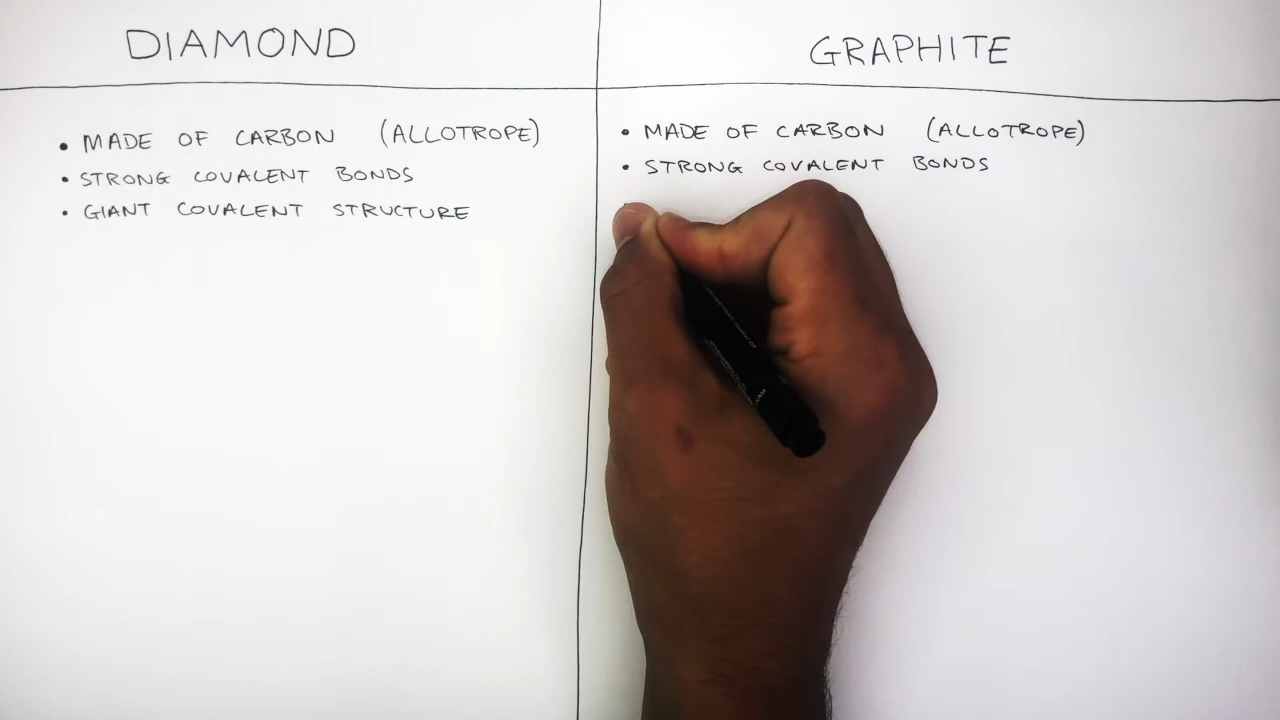 DIAMOND
• MADE OF CARBON (ALLOTROPE)
• STRONG COVALENT BONDS
• GIANT COVALENT STRUCTURE
GRAPHITE
• MADE OF CARBON (ALLOTROPE)
• STRONG COVALENT BONDS